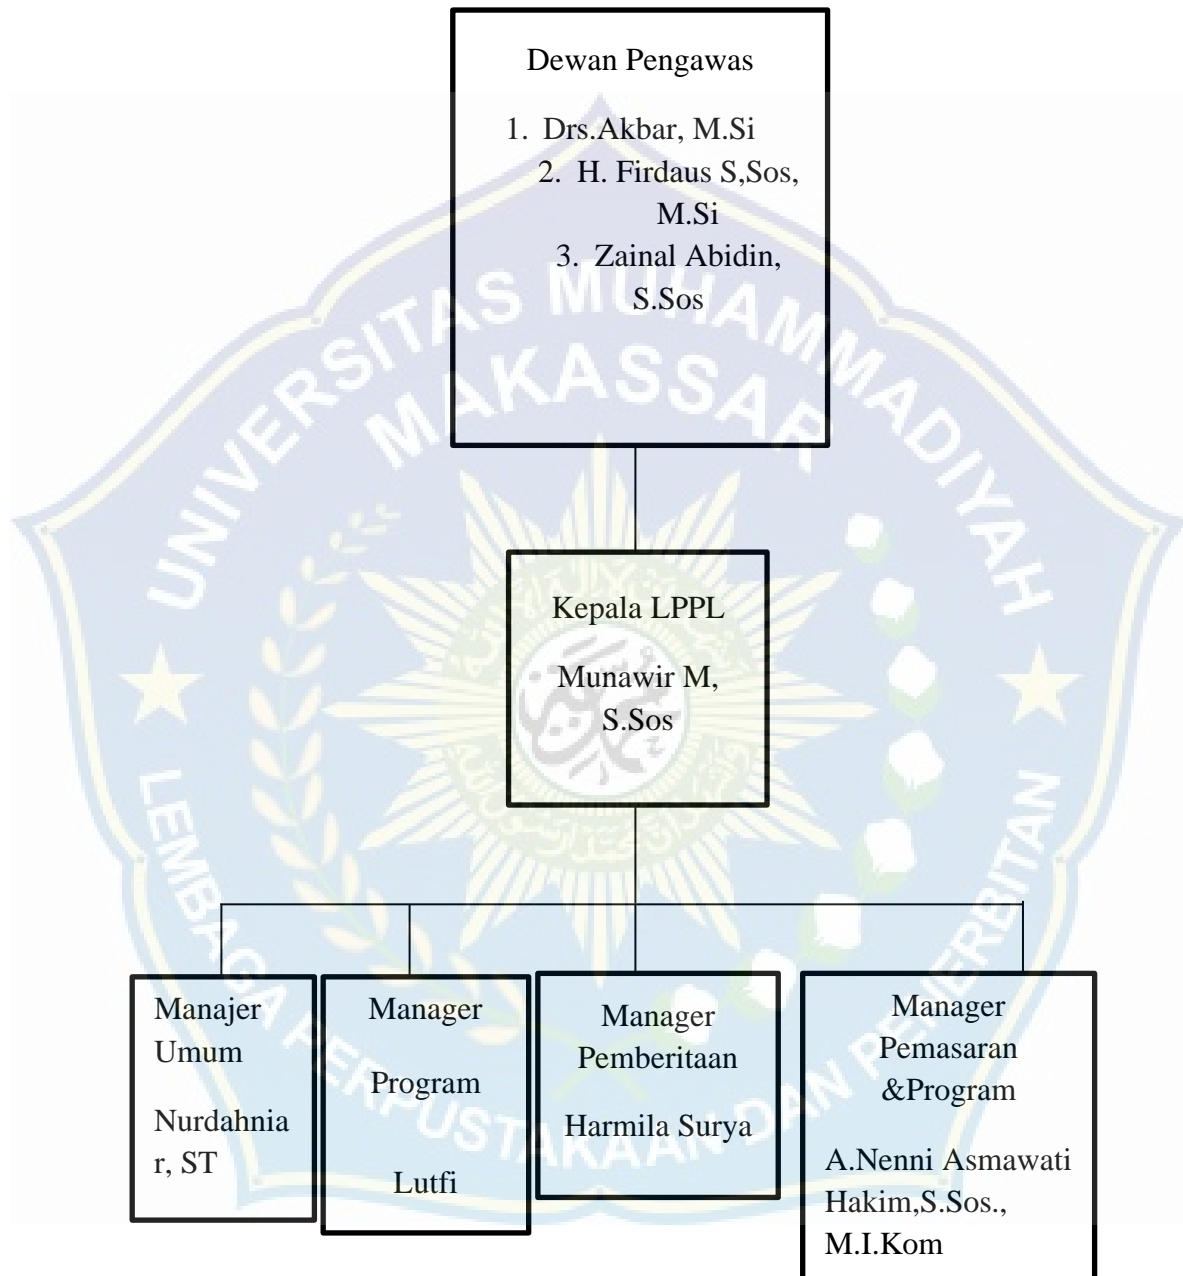 Dewan Pengawas
1. Drs.Akbar, M.Si
2. H. Firdaus S,Sos,
M.Si
3. Zainal Abidin,
S.Sos
UNIVERSITAS MUHAMMADIYAH
MAKASSAR
Kepala LPPL
Munawir M,
S.Sos
LEMBAGA PERPUSTAKAAN DAN PENERBITAN
Manajer
Umum
Nurdahnia
r, ST
Manager
Program
Lutfi
Manager
Pemberitaan
Harmila Surya
Manager
Pemasaran
&Program
A.Nenni Asmawati
Hakim,S.Sos.,
M.I.Kom